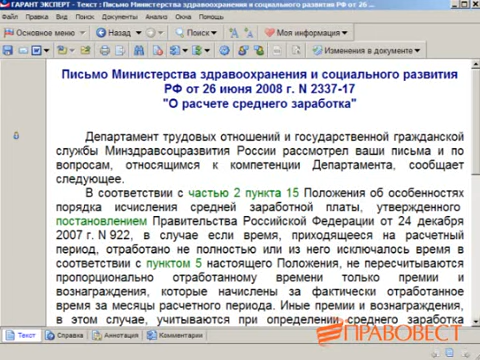 ГАРАНТ ЭКСПЕРТ - Текст : Письмо Министерства здравоохранения и социального развития РФ от 26 ...
Файл Правка Вид Поиск Документы Анализ Окна Помощь
Основное меню Назад Поиск Моя информация
Изменения в документе
Письмо Министерства здравоохранения и социального развития
РФ от 26 июня 2008 г. N 2337-17
"О расчете среднего заработка"
Департамент трудовых отношений и государственной гражданской
службы Минздравсоцразвития России рассмотрел ваши письма и по
вопросам, относящимся к компетенции Департамента, сообщает
следующее.
В соответствии с частью 2 пункта 15 Положения об особенностях
порядка исчисления средней заработной платы, утвержденного
постановлением Правительства Российской Федерации от 24 декабря
2007 г. N 922, в случае если время, приходящееся на расчетный
период, отработано не полностью или из него исключалось время в
соответствии с пунктом 5 настоящего Положения, не пересчитываются
пропорционально отработанному времени только премии и
вознаграждения, которые начислены за фактически отработанное
время за месяцы расчетного периода. Иные премии и вознаграждения,
в этом случае, учитываются при определении среднего заработка
ПРАВОВЕСТ
Текст Справка Аннотация Комментарии